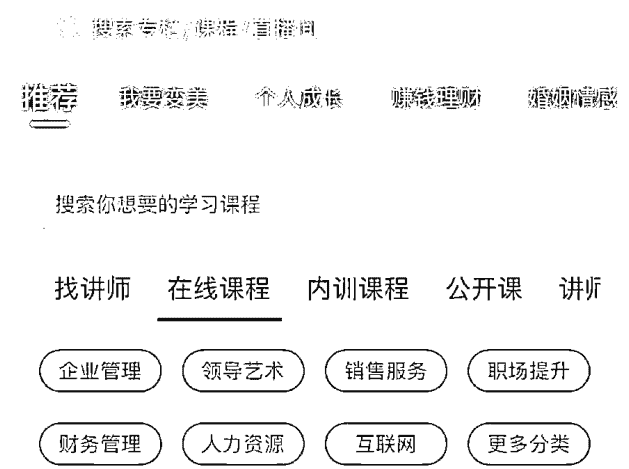 搜索专栏/课程/直播间
推荐 我要变美 个人成长 赚钱理财 婚姻情感
搜索你想要的学习课程
找讲师 在线课程 内训课程 公开课 讲师
企业管理 领导艺术 销售服务 职场提升
财务管理 人力资源 互联网 更多分类